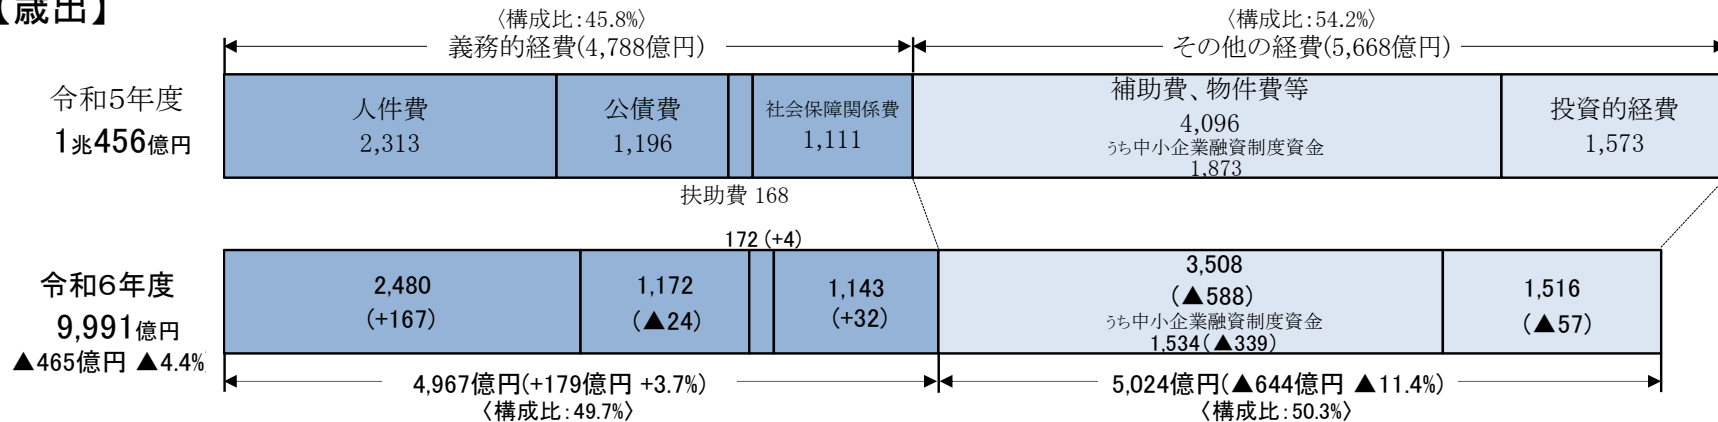 【歳出】
〈構成比:45.8%〉
〈構成比:54.2%〉
義務的経費(4,788億円)
その他の経費(5,668億円)
令和5年度
1兆456億円
人件費
2,313
公債費
1,196
社会保障関係費
1,111
補助費、物件費等
4,096
うち中小企業融資制度資金
1,873
投資的経費
1,573
扶助費 168
172 (+4)
令和6年度
9,991億円
▲465億円 ▲4.4%
2,480
(+167)
1,172
(▲24)
1,143
(+32)
3,508
(▲588)
うち中小企業融資制度資金
1,534(▲339)
1,516
(▲57)
4,967億円(+179億円 +3.7%)
〈構成比:49.7%〉
5,024億円(▲644億円 ▲11.4%)
〈構成比:50.3%〉